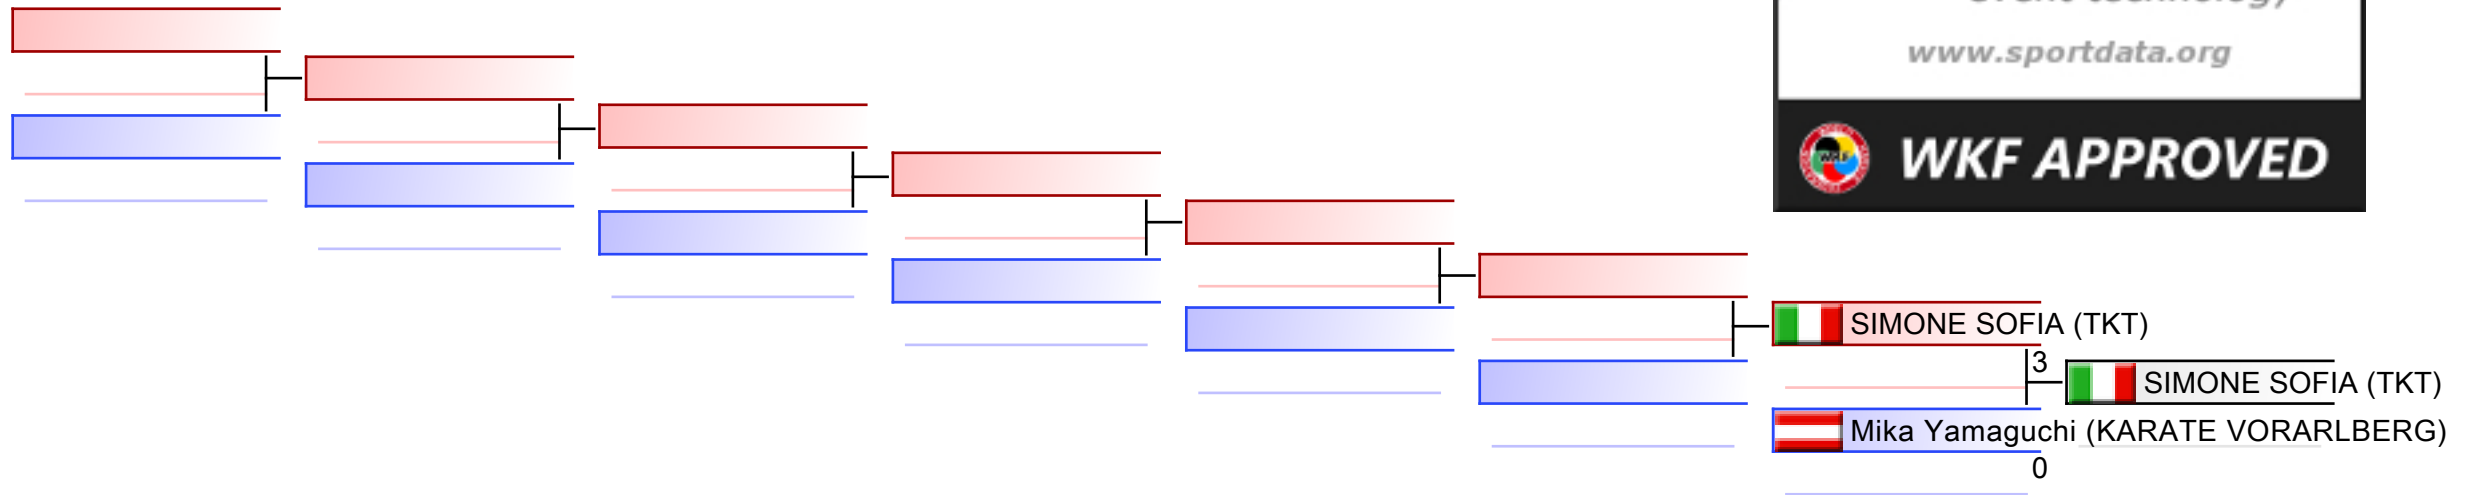 www.sportdata.org
WKF APPROVED
SIMONE SOFIA (TKT)
3
SIMONE SOFIA (TKT)
Mika Yamaguchi (KARATE VORARLBERG)
0